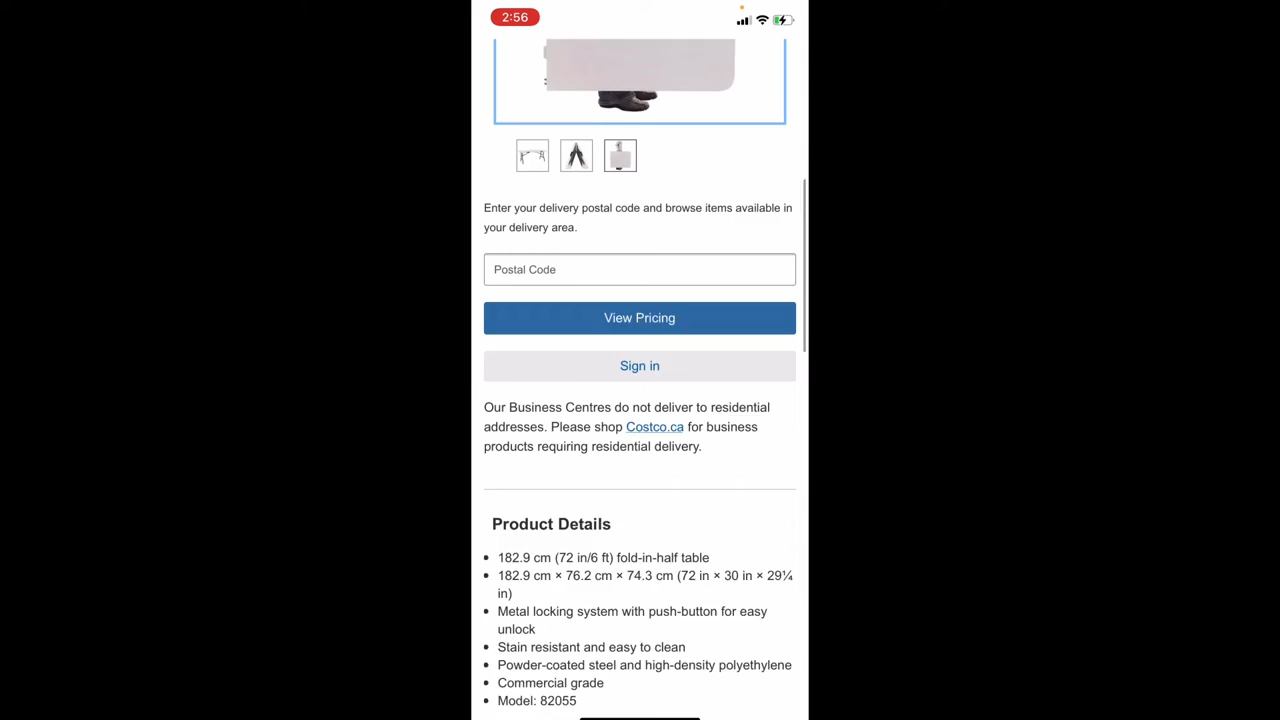 2:56
Enter your delivery postal code and browse items available in
your delivery area.
Postal Code
View Pricing
Sign in
Our Business Centres do not deliver to residential
addresses. Please shop Costco.ca for business
products requiring residential delivery.
Product Details
182.9 cm (72 in/6 ft) fold-in-half table
182.9 cm × 76.2 cm × 74.3 cm (72 in × 30 in × 29¼
in)
Metal locking system with push-button for easy
unlock
Stain resistant and easy to clean
Powder-coated steel and high-density polyethylene
Commercial grade
Model: 82055